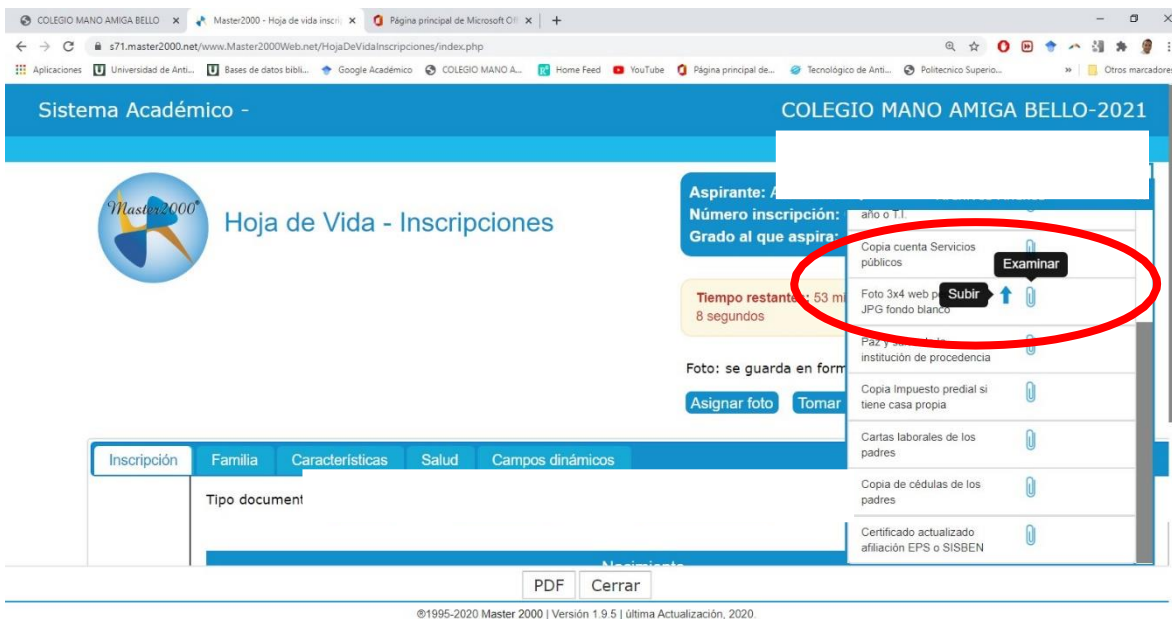 COLEGIO MANO AMIGA BELLO
Master2000 - Hoja de vida inscri
Página principal de Microsoft Of
s71.master2000.net/www.Master2000Web.net/HojaDeVidaInscripciones/index.php
Aplicaciones
Universidad de Anti...
Bases de datos bibli...
Google Académico
COLEGIO MANO A...
Home Feed
YouTube
Página principal de...
Tecnológico de Anti...
Politecnico Superio...
Otros marcadores
Sistema Académico -
COLEGIO MANO AMIGA BELLO-2021
Master2000
Hoja de Vida - Inscripciones
Aspirante:
Número inscripción:
Grado al que aspira:
Tiempo restante: 53
8 segundos
Foto: se guarda en
Asignar foto
Tomar
año o T.I.
Copia cuenta Servicios
públicos
Examinar
Foto 3x4 web
Subir
JPG fondo blanco
Paz y
institución de procedencia
Copia Impuesto predial si
tiene casa propia
Cartas laborales de los
padres
Copia de cédulas de los
padres
Certificado actualizado
afiliación EPS o SISBEN
Inscripción
Familia
Características
Salud
Campos dinámicos
Tipo
PDF
Cerrar
©1995-2020 Master 2000 | Versión 1.9.5 | última Actualización, 2020.